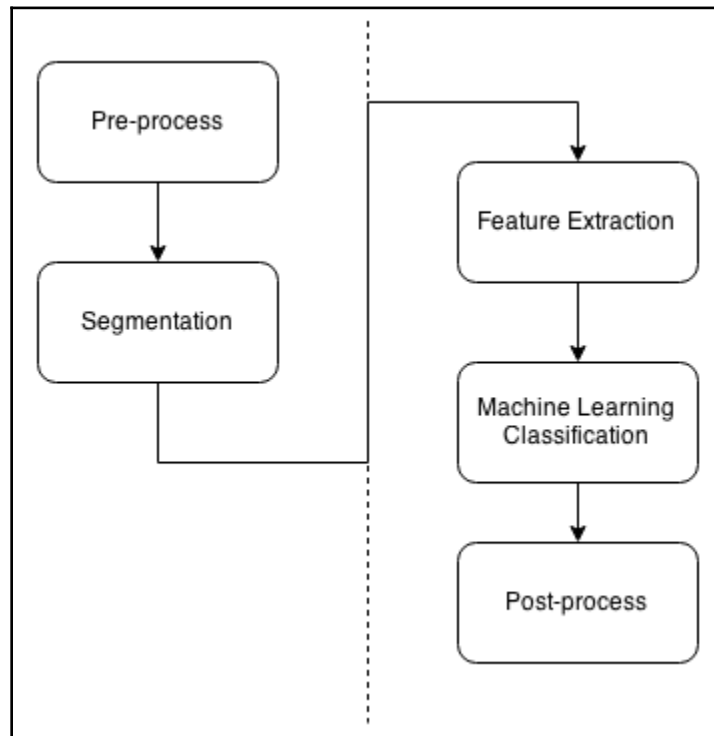 Pre-process
Segmentation
Feature Extraction
Machine Learning
Classification
Post-process